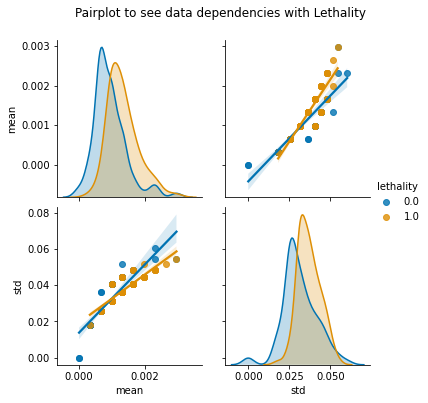 Pairplot to see data dependencies with Lethality
0.003
0.002
0.001
0.000
mean
lethality
0.0
1.0
0.08
0.06
0.04
0.02
0.00
std
0.000 0.002
mean
0.000 0.025 0.050
std